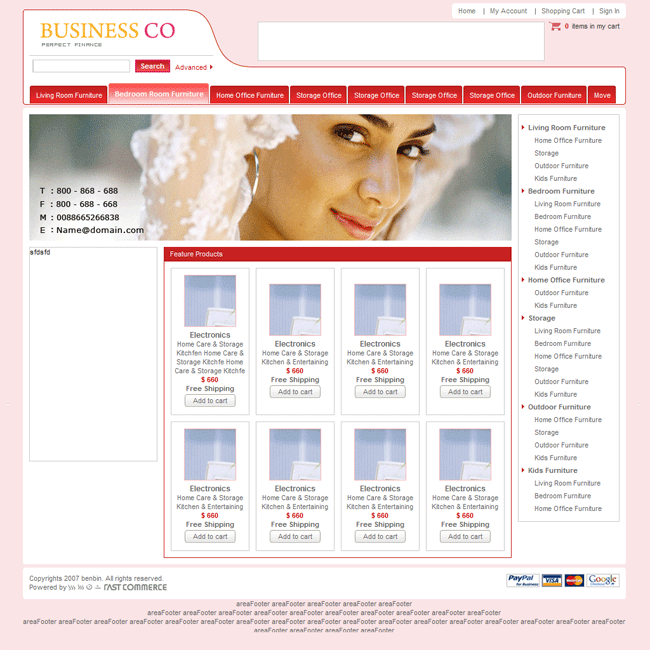 Home | My Account | Shopping Cart | Sign In
BUSINESS CO
PERFECT FINANCE
0 items in my cart
Search Advanced
Living Room Furniture Bedroom Room Furniture Home Office Furniture Storage Office Storage Office Storage Office Storage Office Outdoor Furniture Move
T : 800 - 868 - 688
F : 800 - 688 - 668
M : 0088665266838
E : Name@domain.com
sfdsfd
Feature Products
Electronics
Home Care & Storage
Kitchfen Home Care &
Storage Kitchfe Home
Care & Storage Kitchfe
$ 660
Free Shipping
Add to cart
Electronics
Home Care & Storage
Kitchen & Entertaining
$ 660
Free Shipping
Add to cart
Electronics
Home Care & Storage
Kitchen & Entertaining
$ 660
Free Shipping
Add to cart
Electronics
Home Care & Storage
Kitchen & Entertaining
$ 660
Free Shipping
Add to cart
Electronics
Home Care & Storage
Kitchen & Entertaining
$ 660
Free Shipping
Add to cart
Electronics
Home Care & Storage
Kitchen & Entertaining
$ 660
Free Shipping
Add to cart
Electronics
Home Care & Storage
Kitchen & Entertaining
$ 660
Free Shipping
Add to cart
Electronics
Home Care & Storage
Kitchen & Entertaining
$ 660
Free Shipping
Add to cart
Living Room Furniture
Home Office Furniture
Storage
Outdoor Furniture
Kids Furniture
Bedroom Furniture
Living Room Furniture
Bedroom Furniture
Home Office Furniture
Storage
Outdoor Furniture
Kids Furniture
Home Office Furniture
Outdoor Furniture
Kids Furniture
Storage
Living Room Furniture
Bedroom Furniture
Home Office Furniture
Storage
Outdoor Furniture
Kids Furniture
Outdoor Furniture
Home Office Furniture
Storage
Outdoor Furniture
Kids Furniture
Kids Furniture
Living Room Furniture
Bedroom Furniture
Home Office Furniture
Copyrights 2007 benbin. All rights reserved.
Powered by FAST COMMERCE
PayPal VISA MasterCard Google
areaFooter areaFooter areaFooter areaFooter areaFooter
areaFooter areaFooter areaFooter areaFooter areaFooter areaFooter areaFooter areaFooter areaFooter areaFooter
areaFooter areaFooter areaFooter areaFooter areaFooter areaFooter areaFooter areaFooter areaFooter areaFooter areaFooter areaFooter areaFooter areaFooter areaFooter areaFooter areaFooter
areaFooter areaFooter areaFooter areaFooter